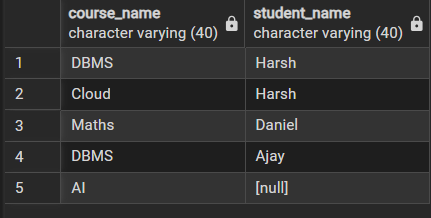 course_name student_name
character varying (40) character varying (40)
1 DBMS Harsh
2 Cloud Harsh
3 Maths Daniel
4 DBMS Ajay
5 AI [null]